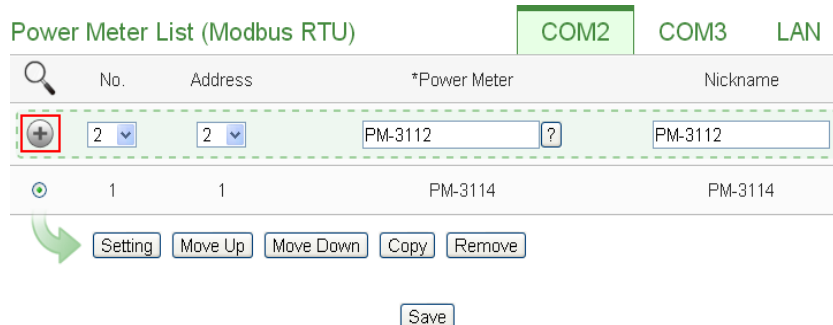 Power Meter List (Modbus RTU) COM2 COM3 LAN
No. Address *Power Meter Nickname
2 2 PM-3112 ? PM-3112
1 1 PM-3114 PM-3114
Setting Move Up Move Down Copy Remove
Save